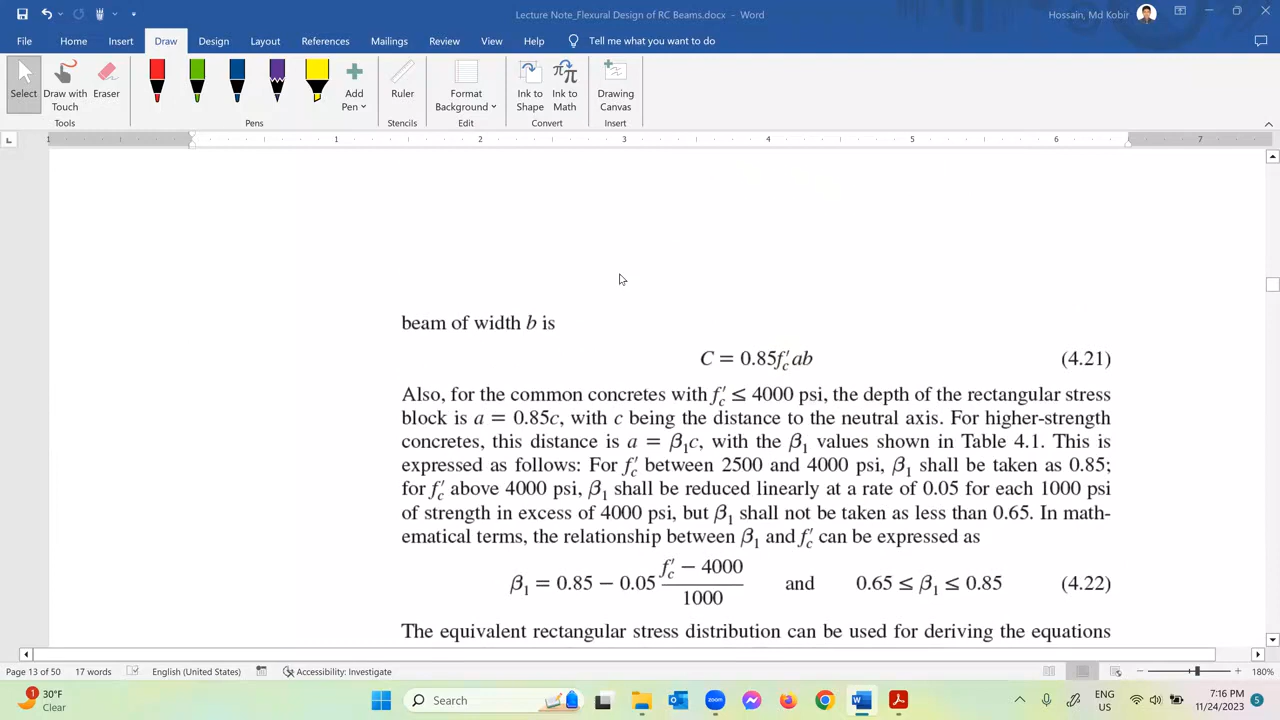 Lecture Note_Flexural Design of RC Beams.docx - Word
Hossain, Md Kobir
File Home Insert Draw Design Layout References Mailings Review View Help Tell me what you want to do
Select
Draw with Touch
Eraser
Add Pen
Ruler
Format Background
Ink to Shape
Ink to Math
Drawing Canvas
Tools Pens Stencils Edit Convert Insert
1 1 2 3 4 5 6 7
beam of width b is
C = 0.85f′c ab (4.21)
Also, for the common concretes with f′c ≤ 4000 psi, the depth of the rectangular stress
block is a = 0.85c, with c being the distance to the neutral axis. For higher-strength
concretes, this distance is a = β1c, with the β1 values shown in Table 4.1. This is
expressed as follows: For f′c between 2500 and 4000 psi, β1 shall be taken as 0.85;
for f′c above 4000 psi, β1 shall be reduced linearly at a rate of 0.05 for each 1000 psi
of strength in excess of 4000 psi, but β1 shall not be taken as less than 0.65. In math-
ematical terms, the relationship between β1 and f′c can be expressed as
β1 = 0.85 − 0.05 (f′c − 4000)/1000 and 0.65 ≤ β1 ≤ 0.85 (4.22)
The equivalent rectangular stress distribution can be used for deriving the equations
Page 13 of 50 17 words English (United States) Accessibility: Investigate 180%
1
30°F
Clear
Search
ENG
US
7:16 PM
11/24/2023
5